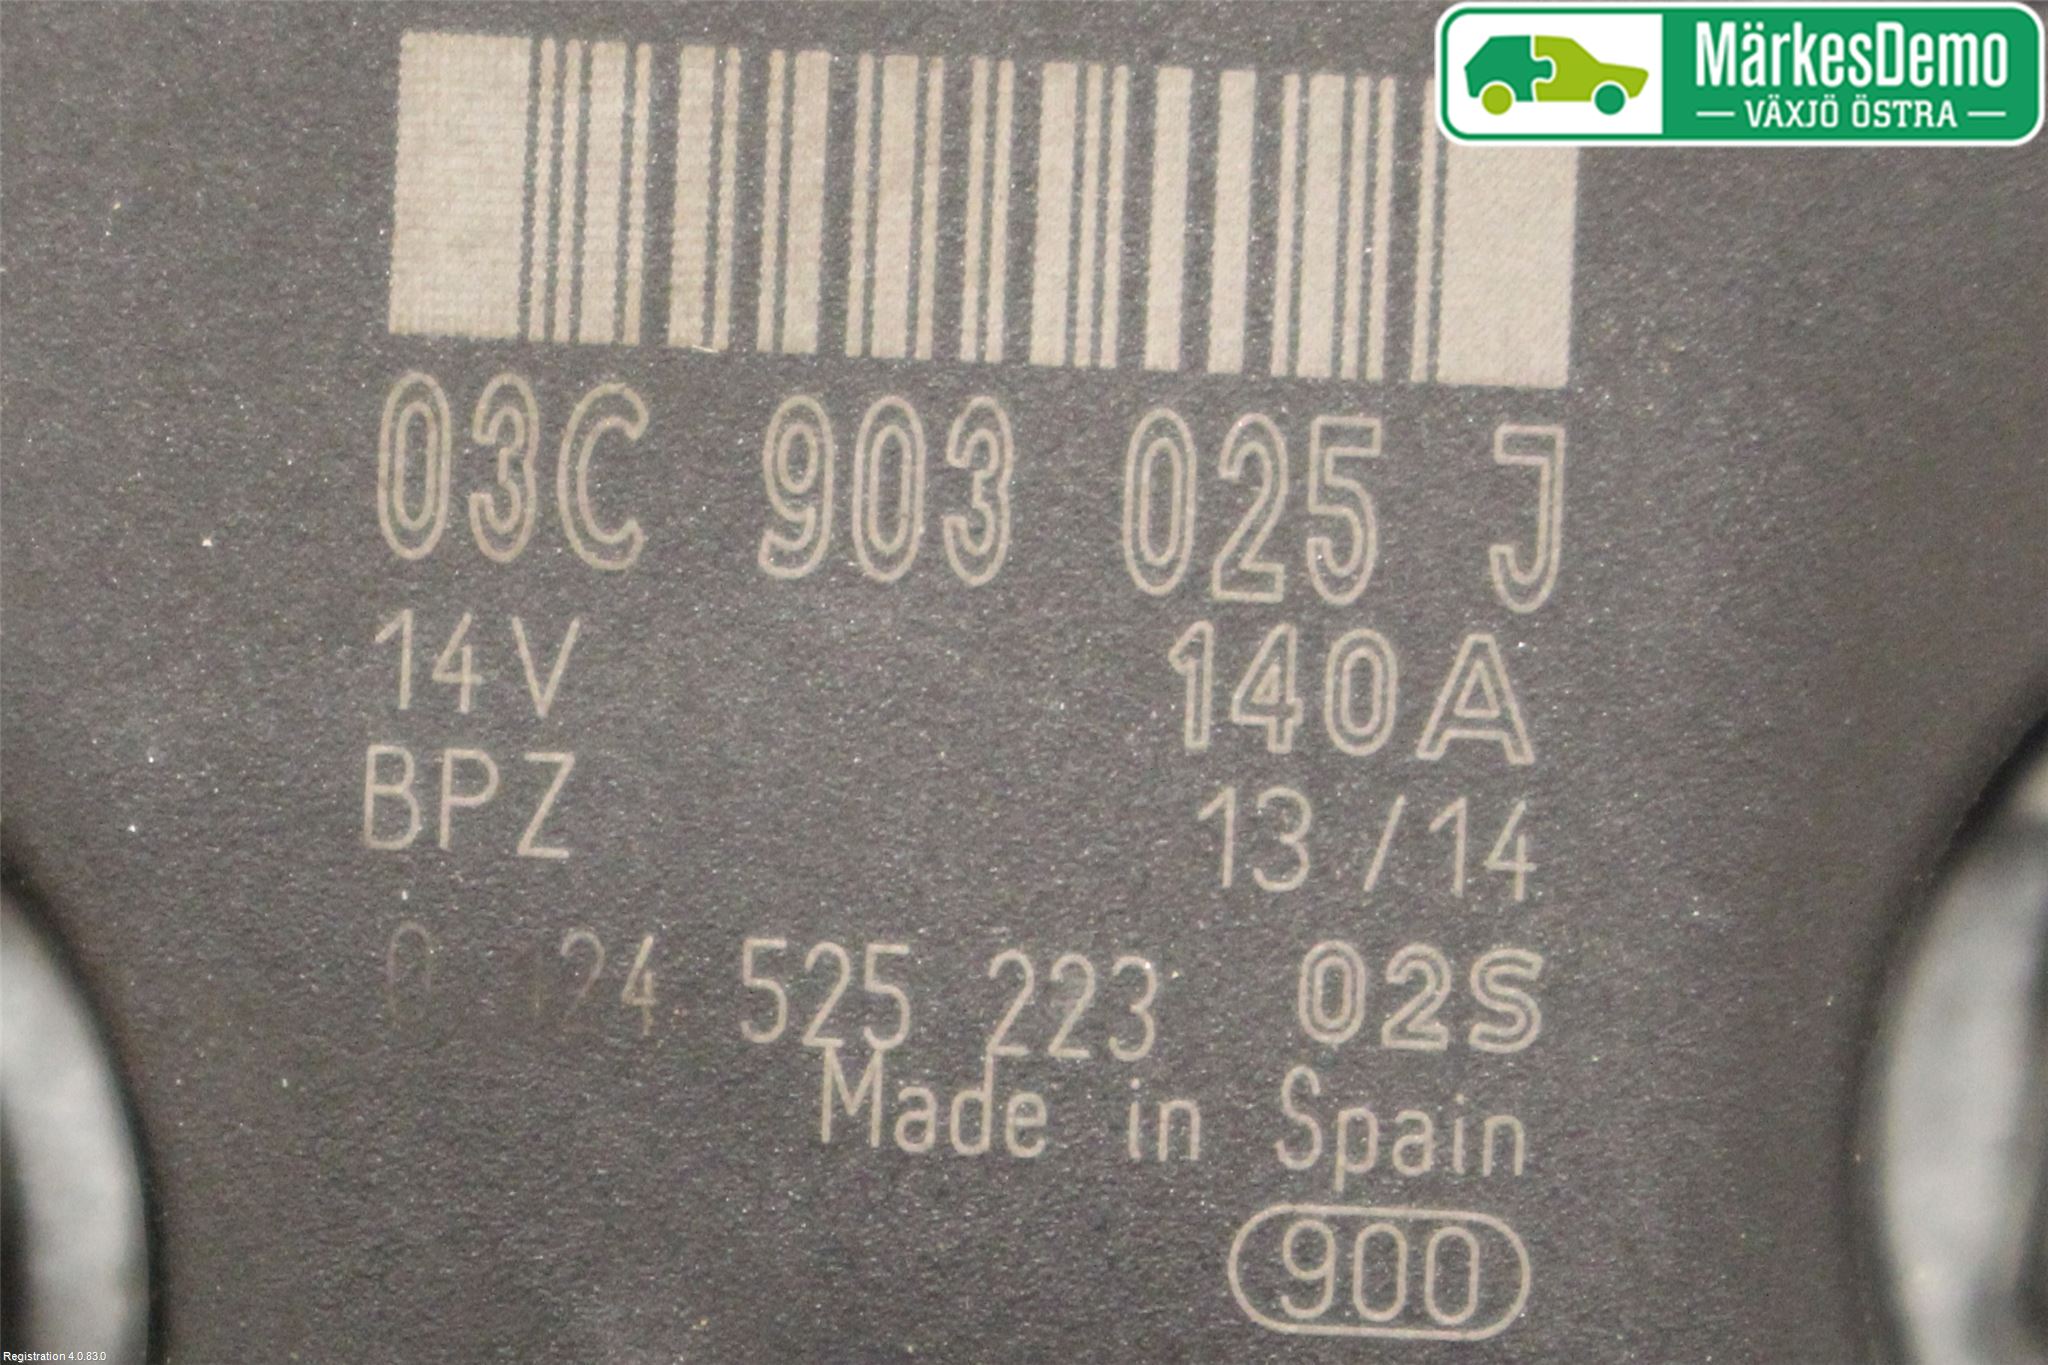 MärkesDemo
— VÄXJÖ ÖSTRA —
03C 903 025 J
14V 140A
BPZ 13/14
525 223 02S
Made in Spain
900
Registration 4.0.83.0